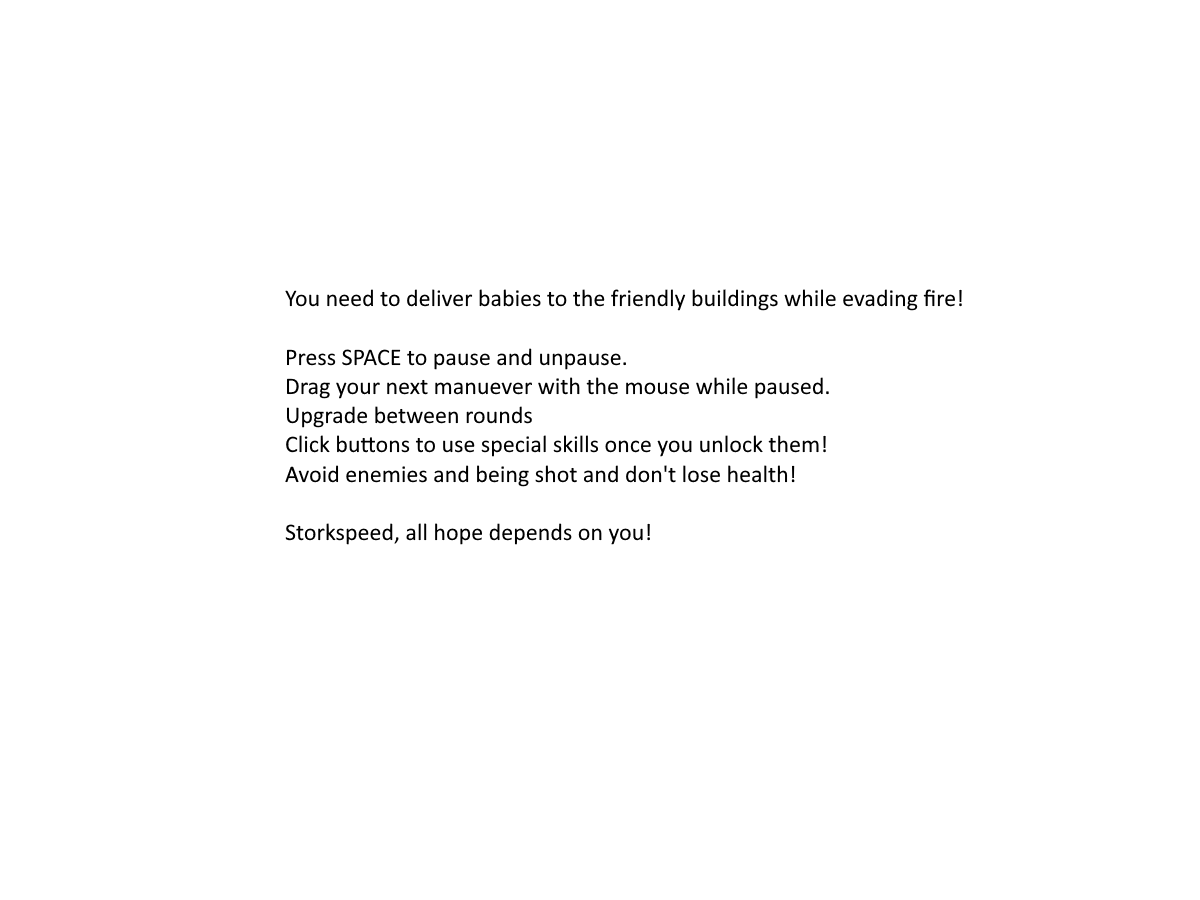 You need to deliver babies to the friendly buildings while evading fire!
Press SPACE to pause and unpause.
Drag your next manuever with the mouse while paused.
Upgrade between rounds
Click buttons to use special skills once you unlock them!
Avoid enemies and being shot and don't lose health!
Storkspeed, all hope depends on you!